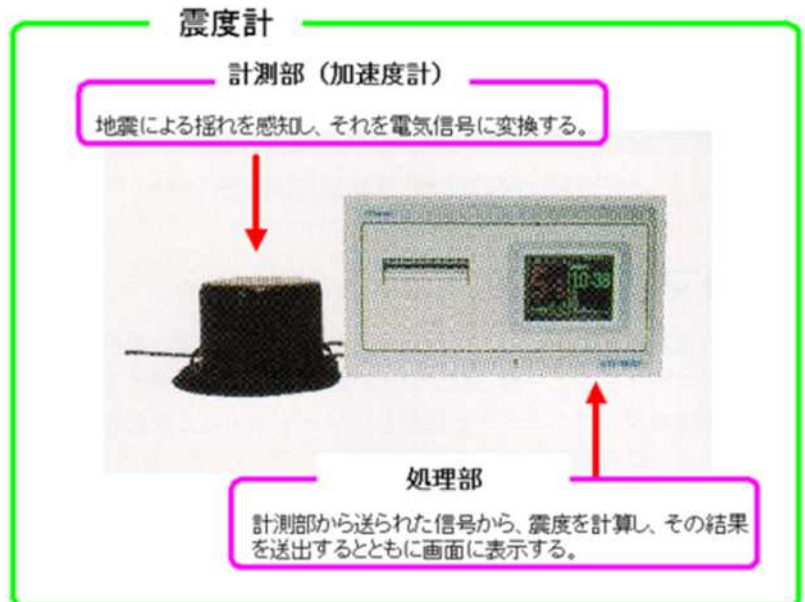 震度計
計測部（加速度計）
地震による揺れを感知し、それを電気信号に変換する。
10:38
処理部
計測部から送られた信号から、震度を計算し、その結果
を送出するとともに画面に表示する。